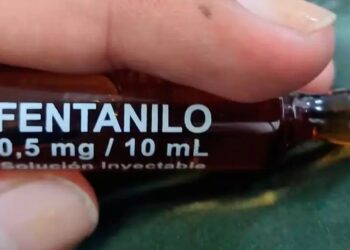 FENTANILO
0,5 mg / 10 mL
Solución Inyectable